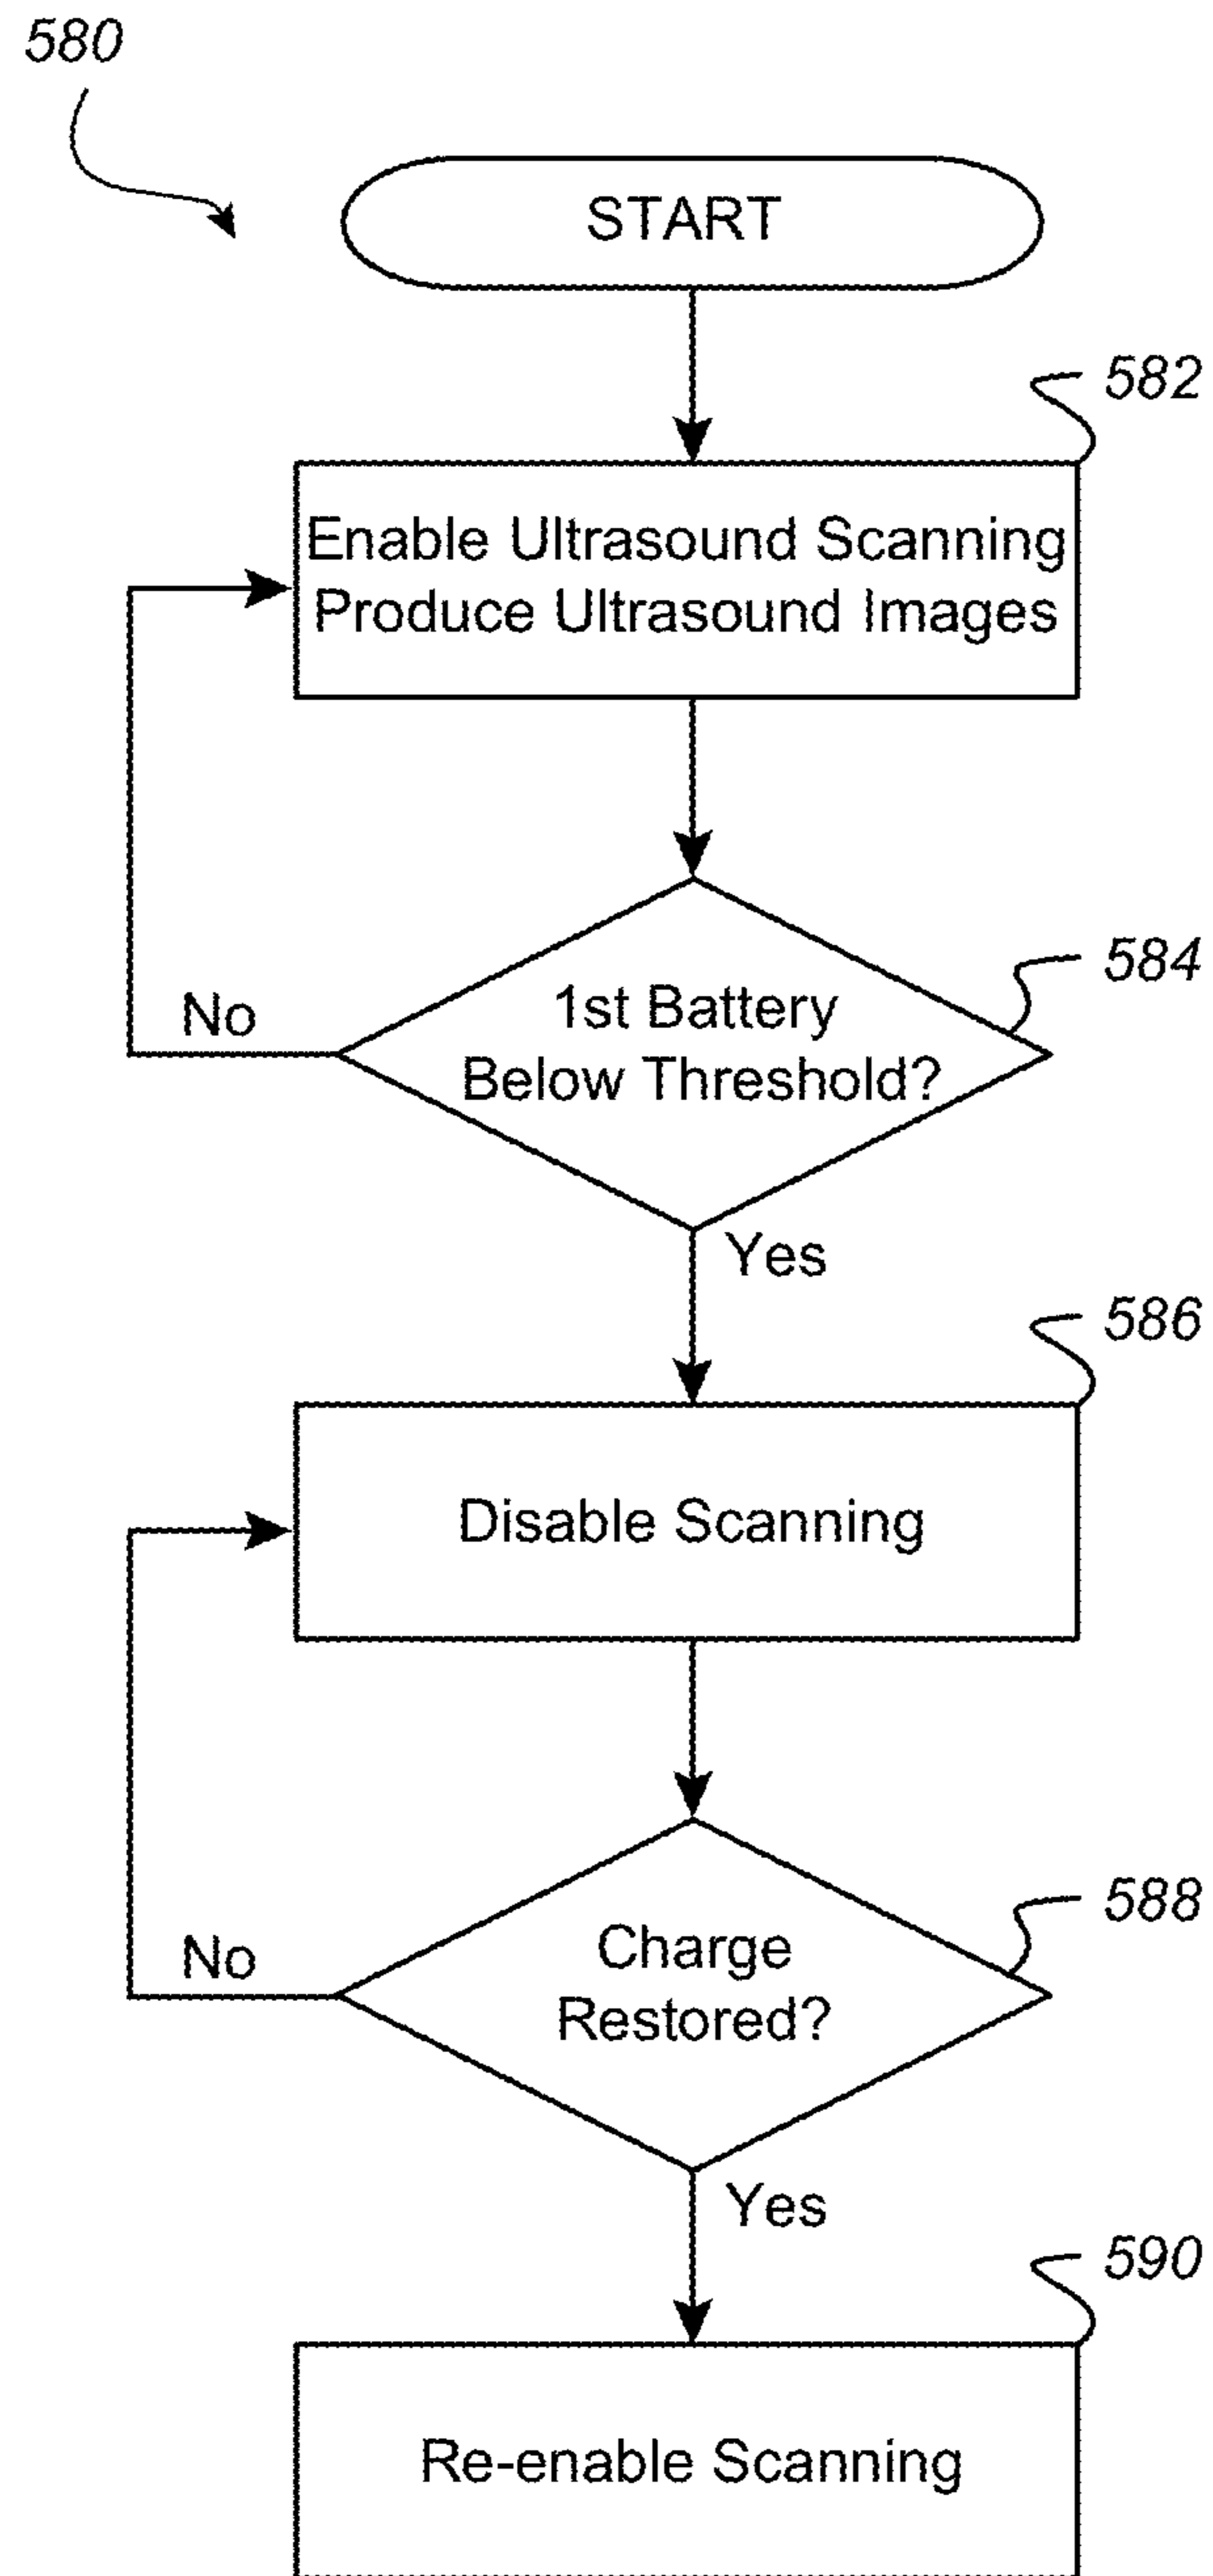 580
START
582
Enable Ultrasound Scanning
Produce Ultrasound Images
584
1st Battery
Below Threshold?
No
Yes
586
Disable Scanning
588
Charge
Restored?
No
Yes
590
Re-enable Scanning